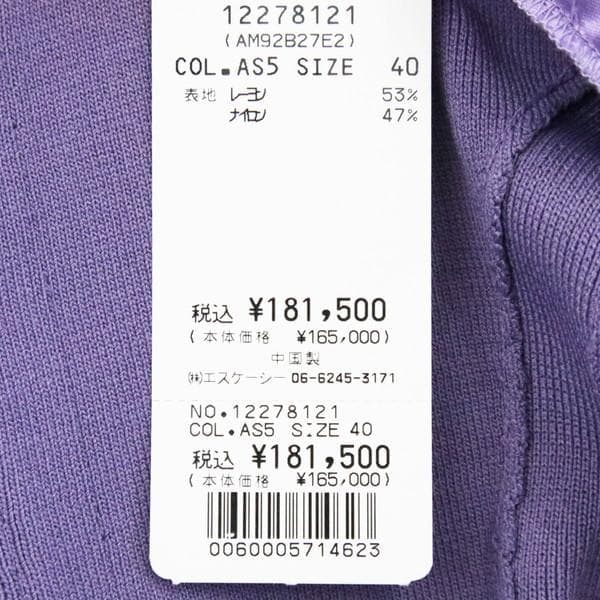 12278121
(AM92B27E2)
COL.AS5 SIZE 40
表地 レーヨン 53%
ナイロン 47%
税込 ¥181,500
(本体価格 ¥165,000)
中国製
㈱エスケーシー 06-6245-3171
NO.12278121
COL.AS5 SIZE 40
税込 ¥181,500
(本体価格 ¥165,000)
0060005714623